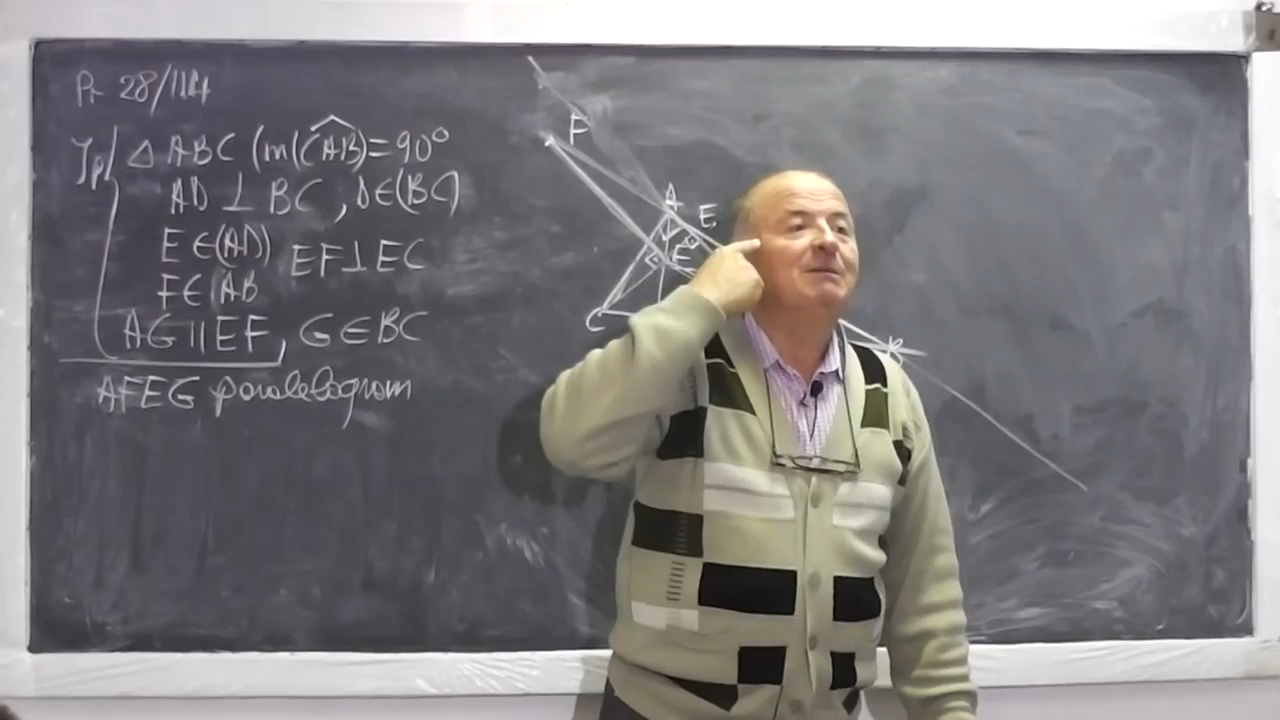 Pr 28/114
Ip/ Δ ABC (m(CAB)=90°
AD ⊥ BC, D∈(BC)
E∈(AD) EF⊥EC
F∈ AB
AG∥EF, G∈BC
AFEG paralelogram
F
A
E
E
C
B